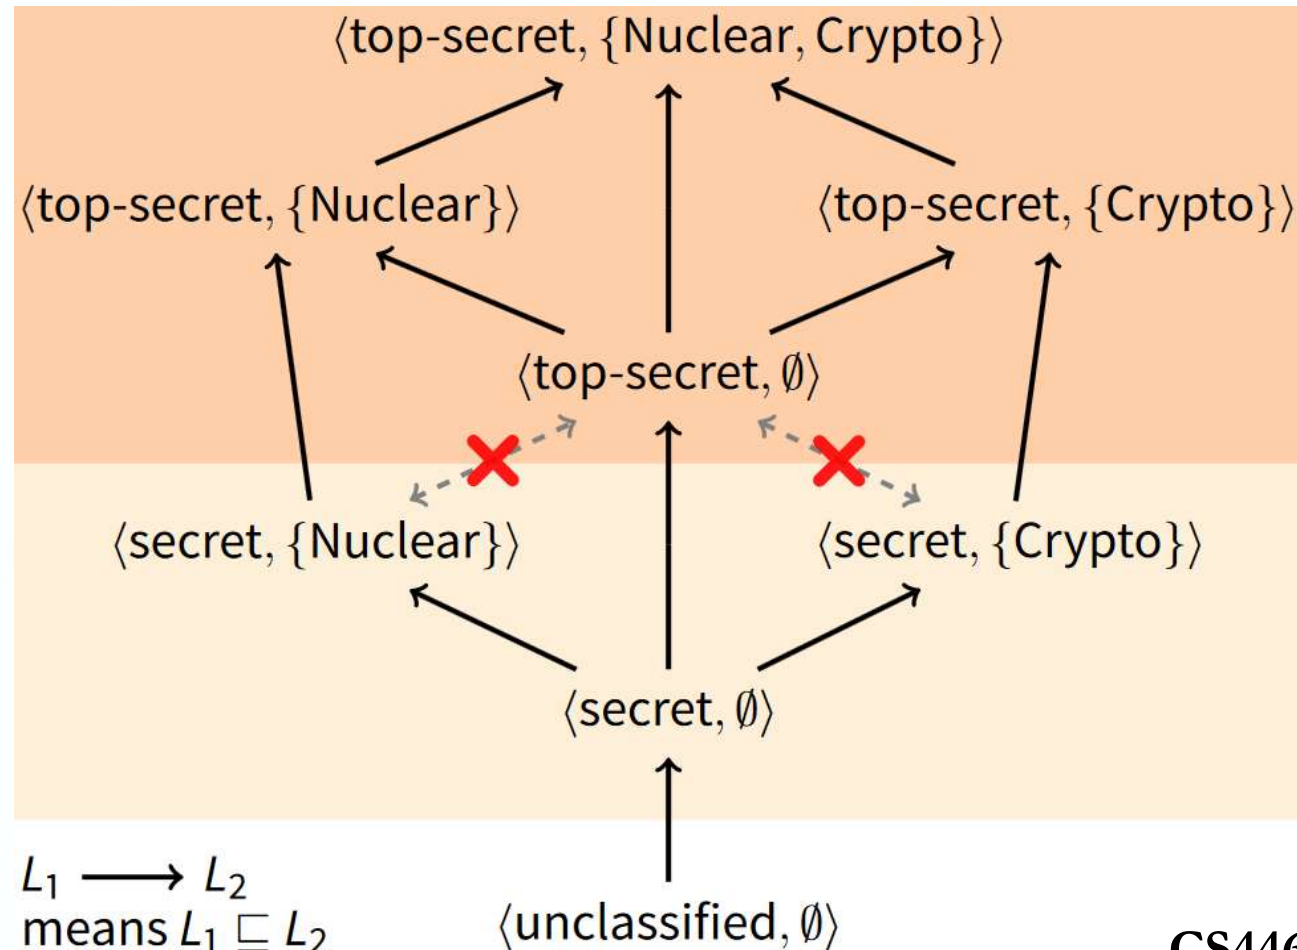 ⟨top-secret, {Nuclear, Crypto}⟩
⟨top-secret, {Nuclear}⟩
⟨top-secret, {Crypto}⟩
⟨top-secret, ∅⟩
⟨secret, {Nuclear}⟩
⟨secret, {Crypto}⟩
⟨secret, ∅⟩
L₁ ⟶ L₂
means L₁ ⊑ L₂
⟨unclassified, ∅⟩
CS446